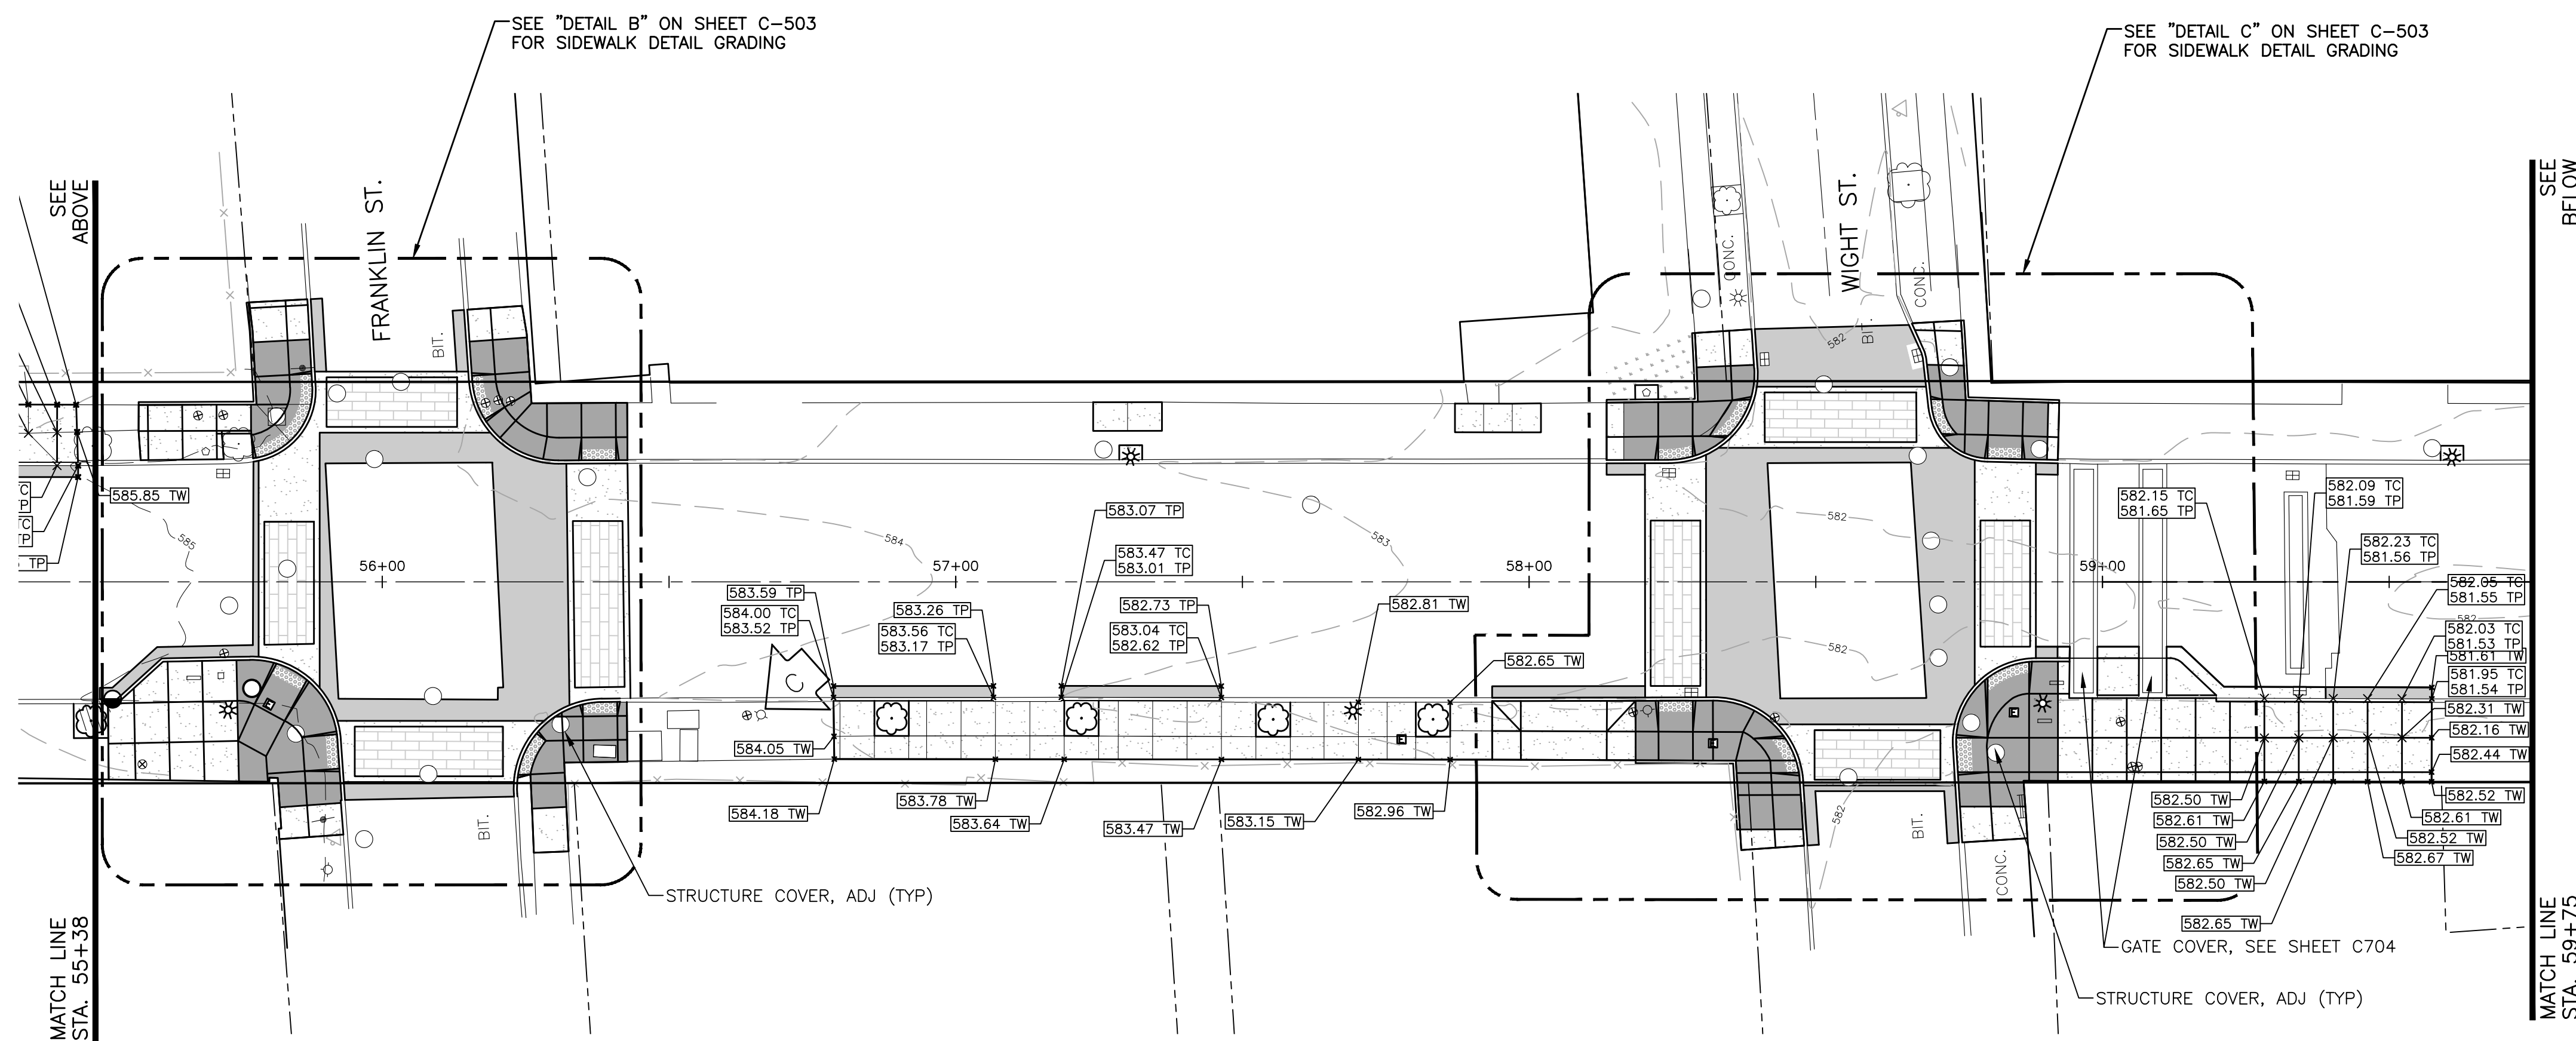 SEE "DETAIL B" ON SHEET C-503
FOR SIDEWALK DETAIL GRADING
SEE "DETAIL C" ON SHEET C-503
FOR SIDEWALK DETAIL GRADING
SEE
ABOVE
FRANKLIN ST.
BIT.
WIGHT ST.
CONC.
CONC.
BIT.
582
SEE
BELOW
585.85 TW
TC
TP
TC
TP
TP
585
56+00
584
57+00
583
58+00
582
59+00
582
582
582
583.07 TP
583.47 TC
583.01 TP
583.59 TP
584.00 TC
583.52 TP
583.26 TP
583.56 TC
583.17 TP
582.73 TP
583.04 TC
582.62 TP
582.81 TW
582.65 TW
582.15 TC
581.65 TP
582.09 TC
581.59 TP
582.23 TC
581.56 TP
582.05 TC
581.55 TP
582.03 TC
581.53 TP
581.61 TW
581.95 TC
581.54 TP
582.31 TW
582.16 TW
582.44 TW
C
E
E
E
E
584.05 TW
584.18 TW
583.78 TW
583.64 TW
583.47 TW
583.15 TW
582.96 TW
582.50 TW
582.61 TW
582.50 TW
582.65 TW
582.50 TW
582.65 TW
582.52 TW
582.61 TW
582.52 TW
582.67 TW
BIT.
BIT.
CONC.
STRUCTURE COVER, ADJ (TYP)
GATE COVER, SEE SHEET C704
STRUCTURE COVER, ADJ (TYP)
MATCH LINE
STA. 55+38
MATCH LINE
STA. 59+75